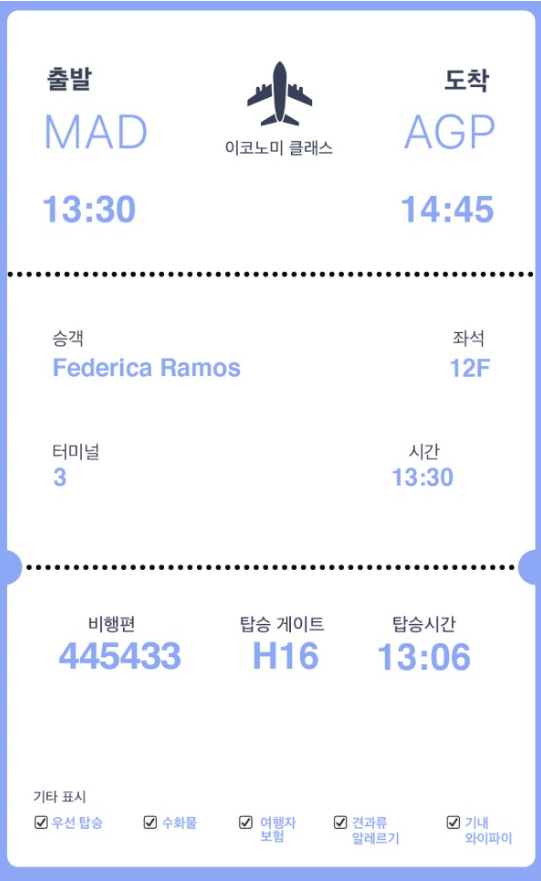 출발
도착
MAD
AGP
이코노미 클래스
13:30
14:45
승객
좌석
Federica Ramos
12F
터미널
시간
3
13:30
비행편
탑승 게이트
탑승시간
445433
H16
13:06
기타 표시
우선 탑승
수화물
여행자
보험
견과류
알레르기
기내
와이파이